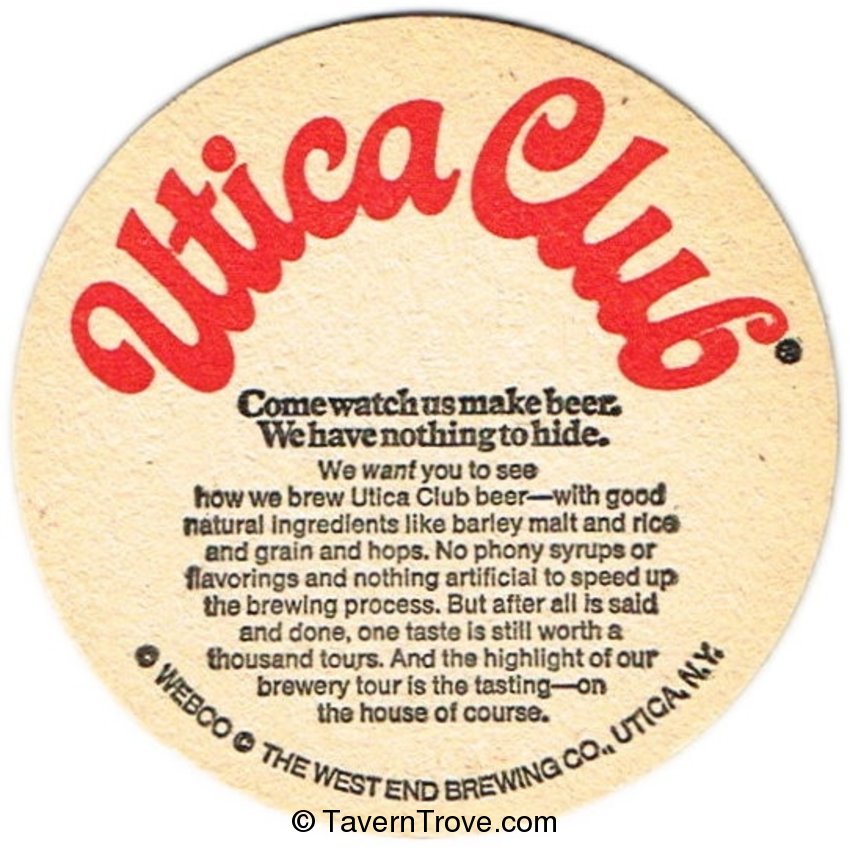 Utica Club®
Come watch us make beer.
We have nothing to hide.
We want you to see
how we brew Utica Club beer—with good
natural ingredients like barley malt and rice
and grain and hops. No phony syrups or
flavorings and nothing artificial to speed up
the brewing process. But after all is said
and done, one taste is still worth a
thousand tours. And the highlight of our
brewery tour is the tasting—on
the house of course.
© WEBCO © THE WEST END BREWING CO., UTICA, N.Y.
© TavernTrove.com